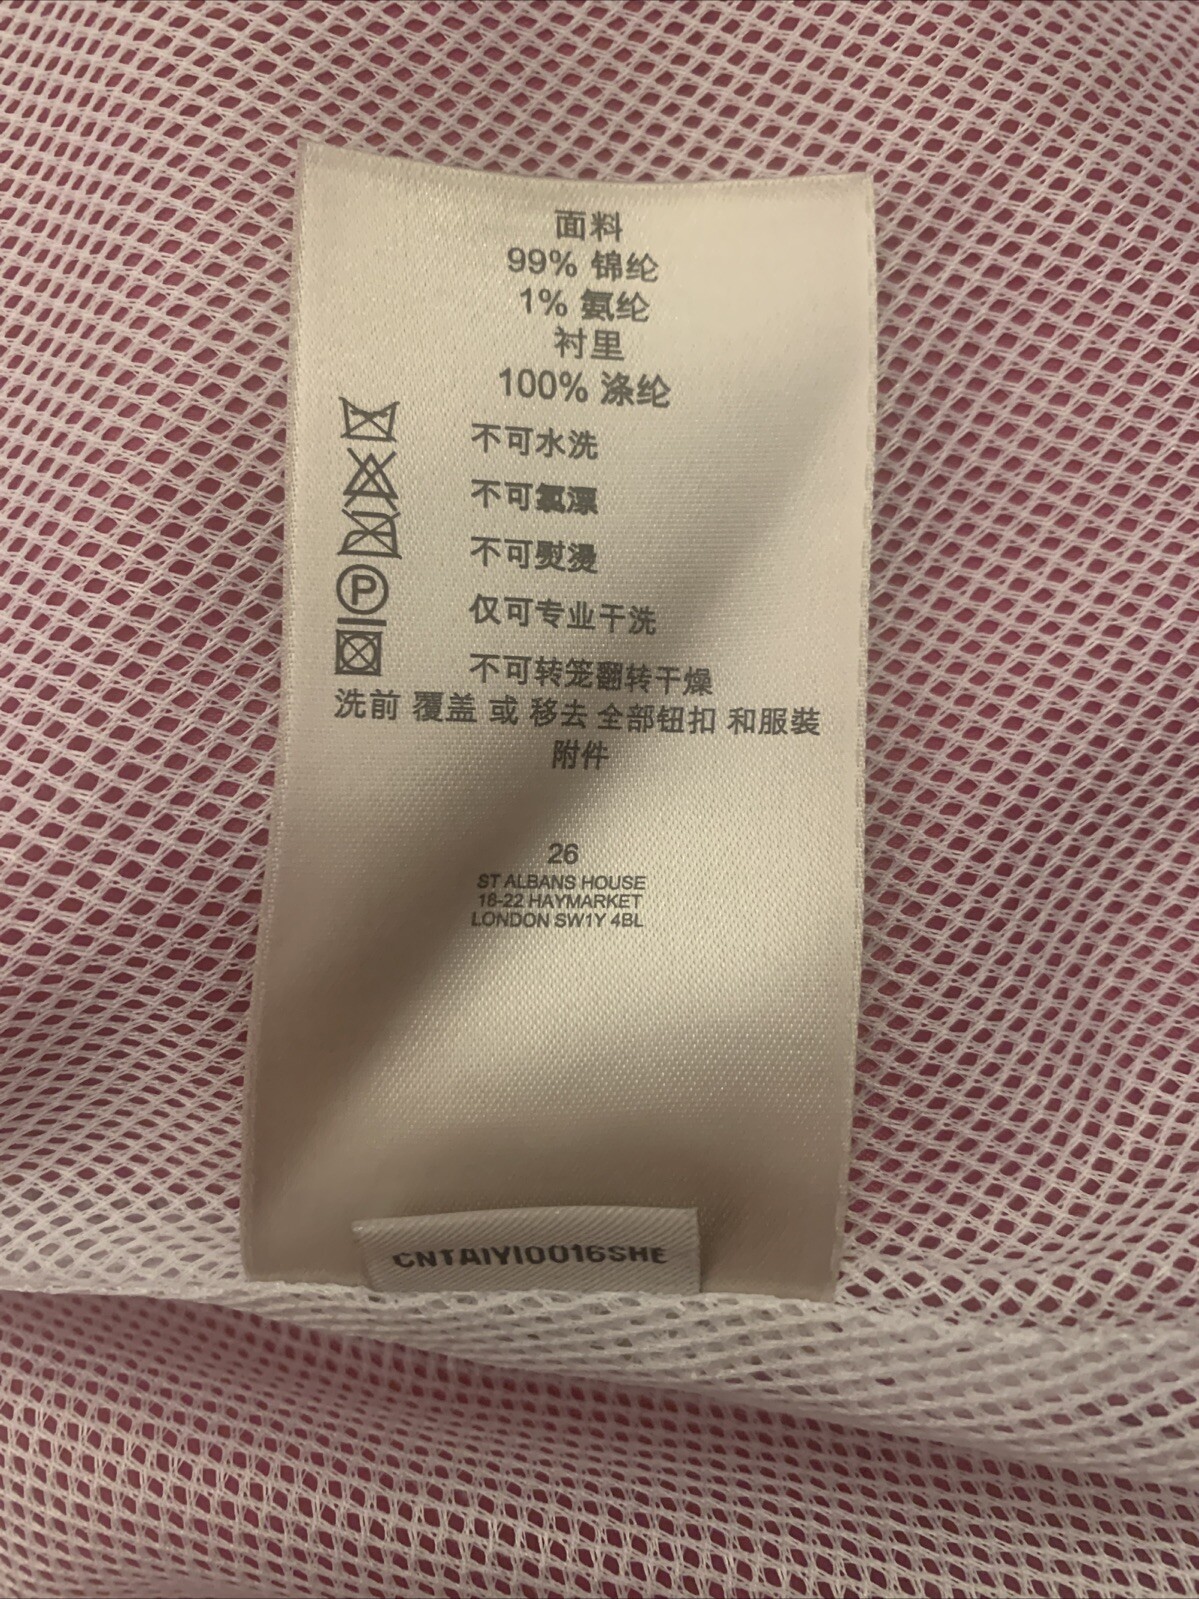 面料
99% 锦纶
1% 氨纶
衬里
100% 涤纶
不可水洗
不可氯漂
不可熨烫
P
仅可专业干洗
不可转笼翻转干燥
洗前 覆盖 或 移去 全部钮扣 和服装
附件
26
ST ALBANS HOUSE
18-22 HAYMARKET
LONDON SW1Y 4BL
CNTAIYI0016SHE